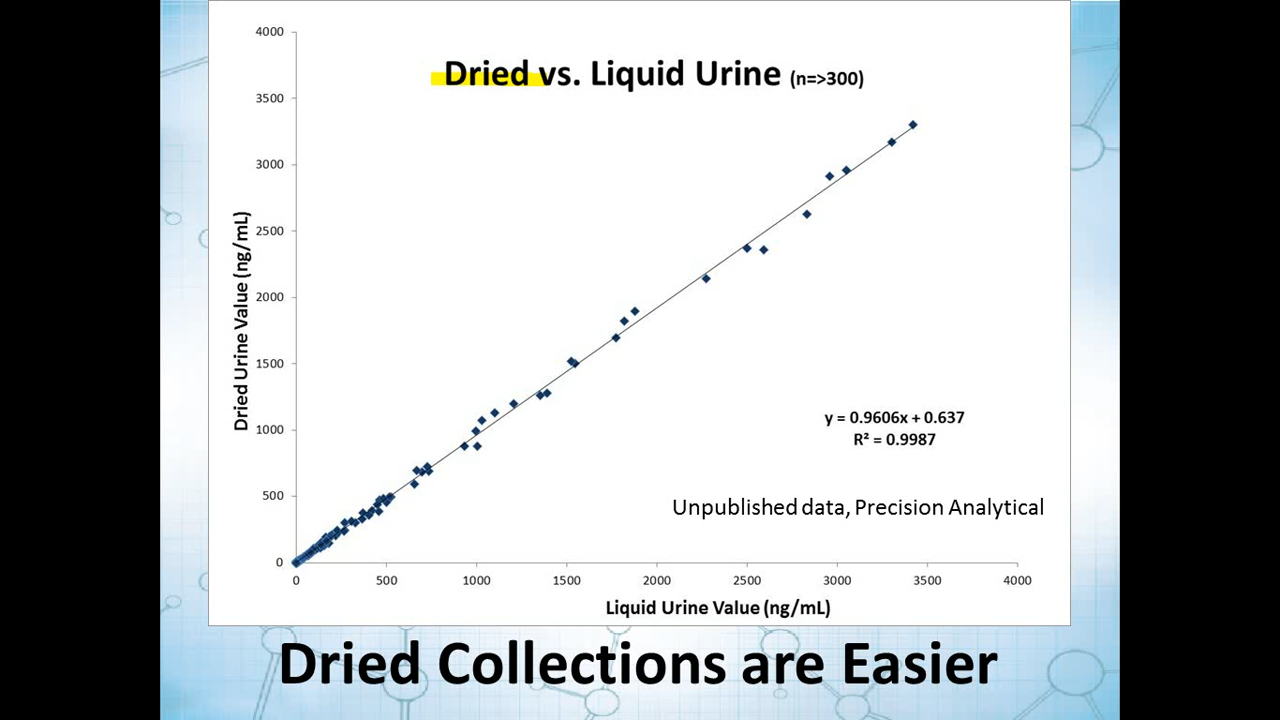 Dried vs. Liquid Urine (n=>300)
4000
3500
3000
2500
2000
1500
1000
500
0
Dried Urine Value (ng/mL)
y = 0.9606x + 0.637
R² = 0.9987
Unpublished data, Precision Analytical
0 500 1000 1500 2000 2500 3000 3500 4000
Liquid Urine Value (ng/mL)
Dried Collections are Easier